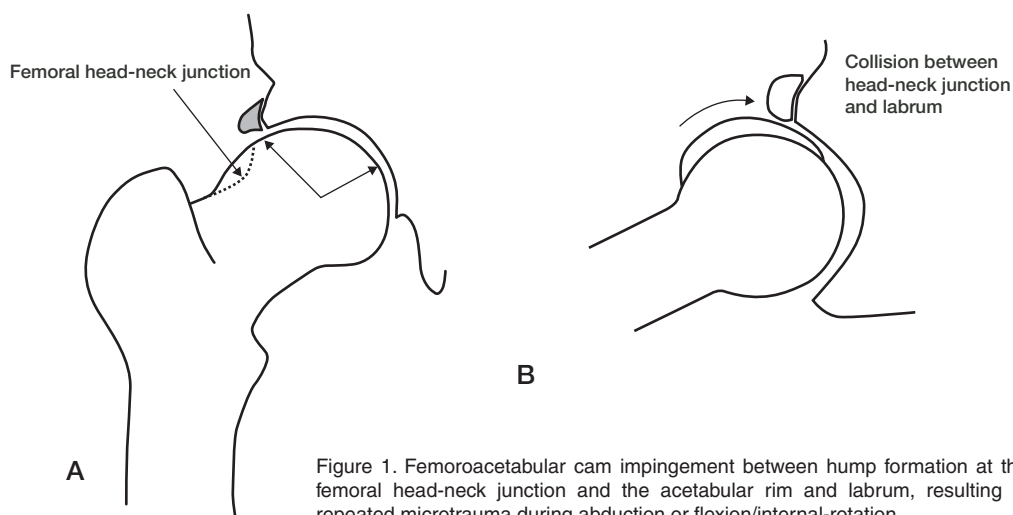 Femoral head-neck junction
Collision between
head-neck junction
and labrum
B
A
Figure 1. Femoroacetabular cam impingement between hump formation at
femoral head-neck junction and the acetabular rim and labrum, resulting
repeated microtrauma during abduction or flexion/internal-rotation